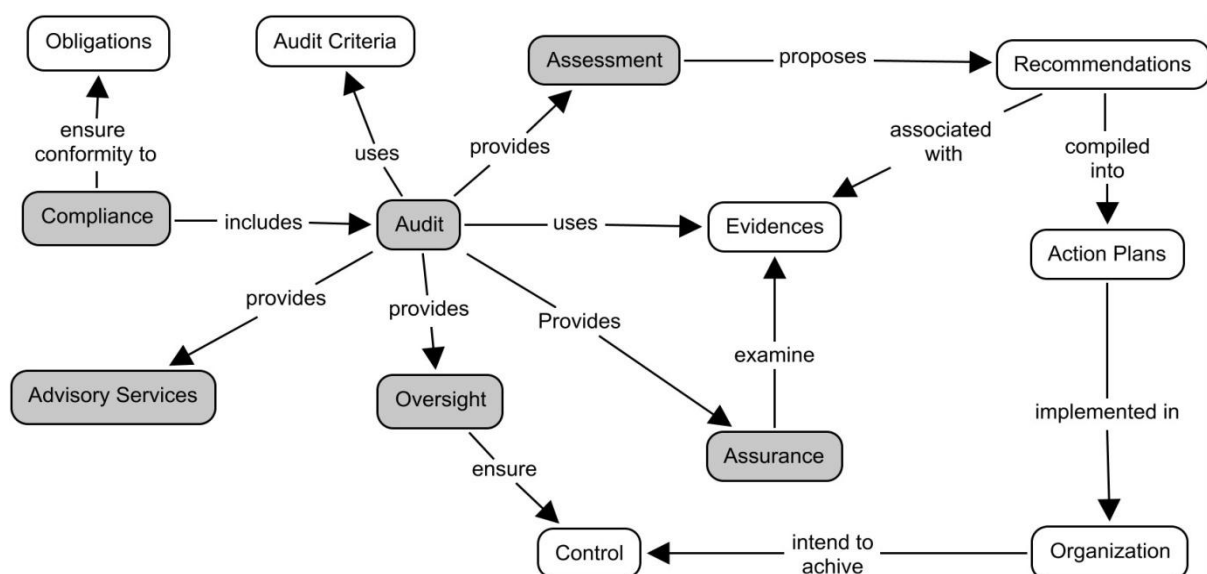 Obligations
Audit Criteria
Assessment
proposes
Recommendations
ensure
conformity to
uses
provides
associated
with
compiled
into
Compliance
includes
Audit
uses
Evidences
Action Plans
provides
provides
Provides
examine
Advisory Services
Oversight
implemented in
Assurance
ensure
Control
intend to
achive
Organization